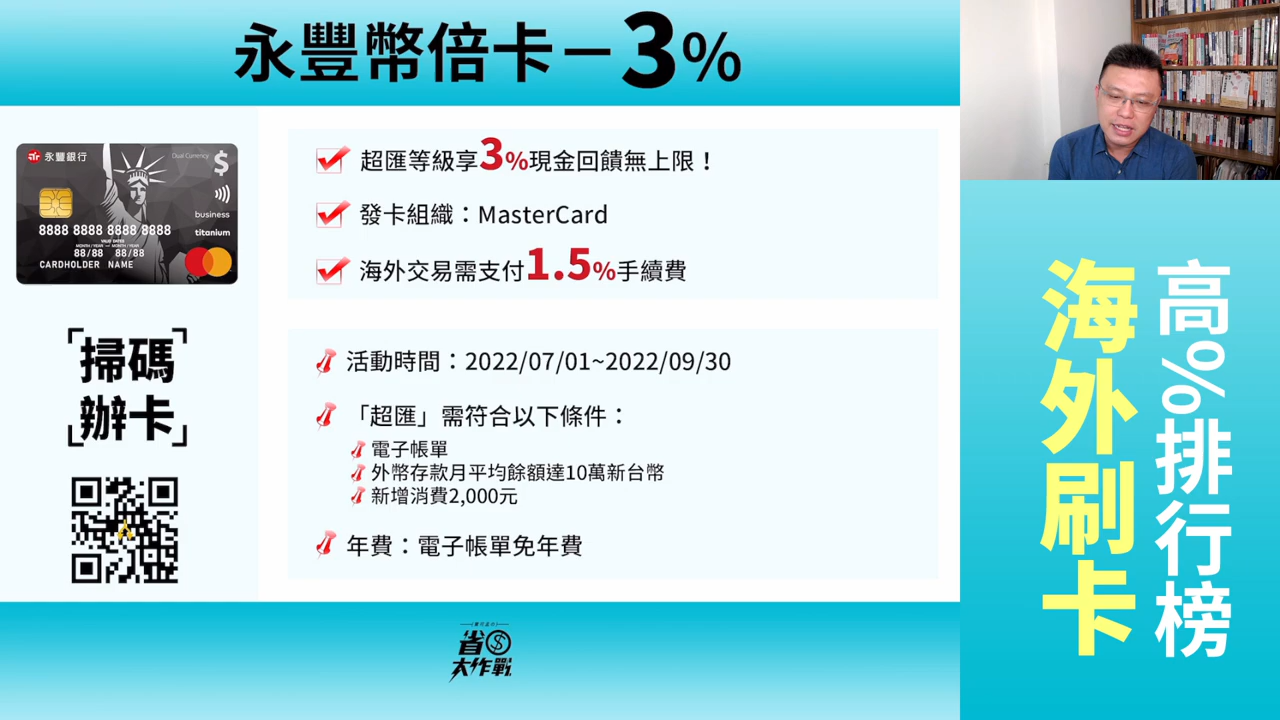 永豐幣倍卡－3%
永豐銀行
Dual Currency
$
business
8888 8888 8888 8888
titanium
VALID DATES
MONTH/YEAR — MONTH/YEAR
88/88 88/88
CARDHOLDER NAME
掃碼
辦卡
超匯等級享3%現金回饋無上限！
發卡組織：MasterCard
海外交易需支付1.5%手續費
活動時間：2022/07/01~2022/09/30
「超匯」需符合以下條件：
電子帳單
外幣存款月平均餘額達10萬新台幣
新增消費2,000元
年費：電子帳單免年費
省$
大作戰
高%排行榜
海外刷卡